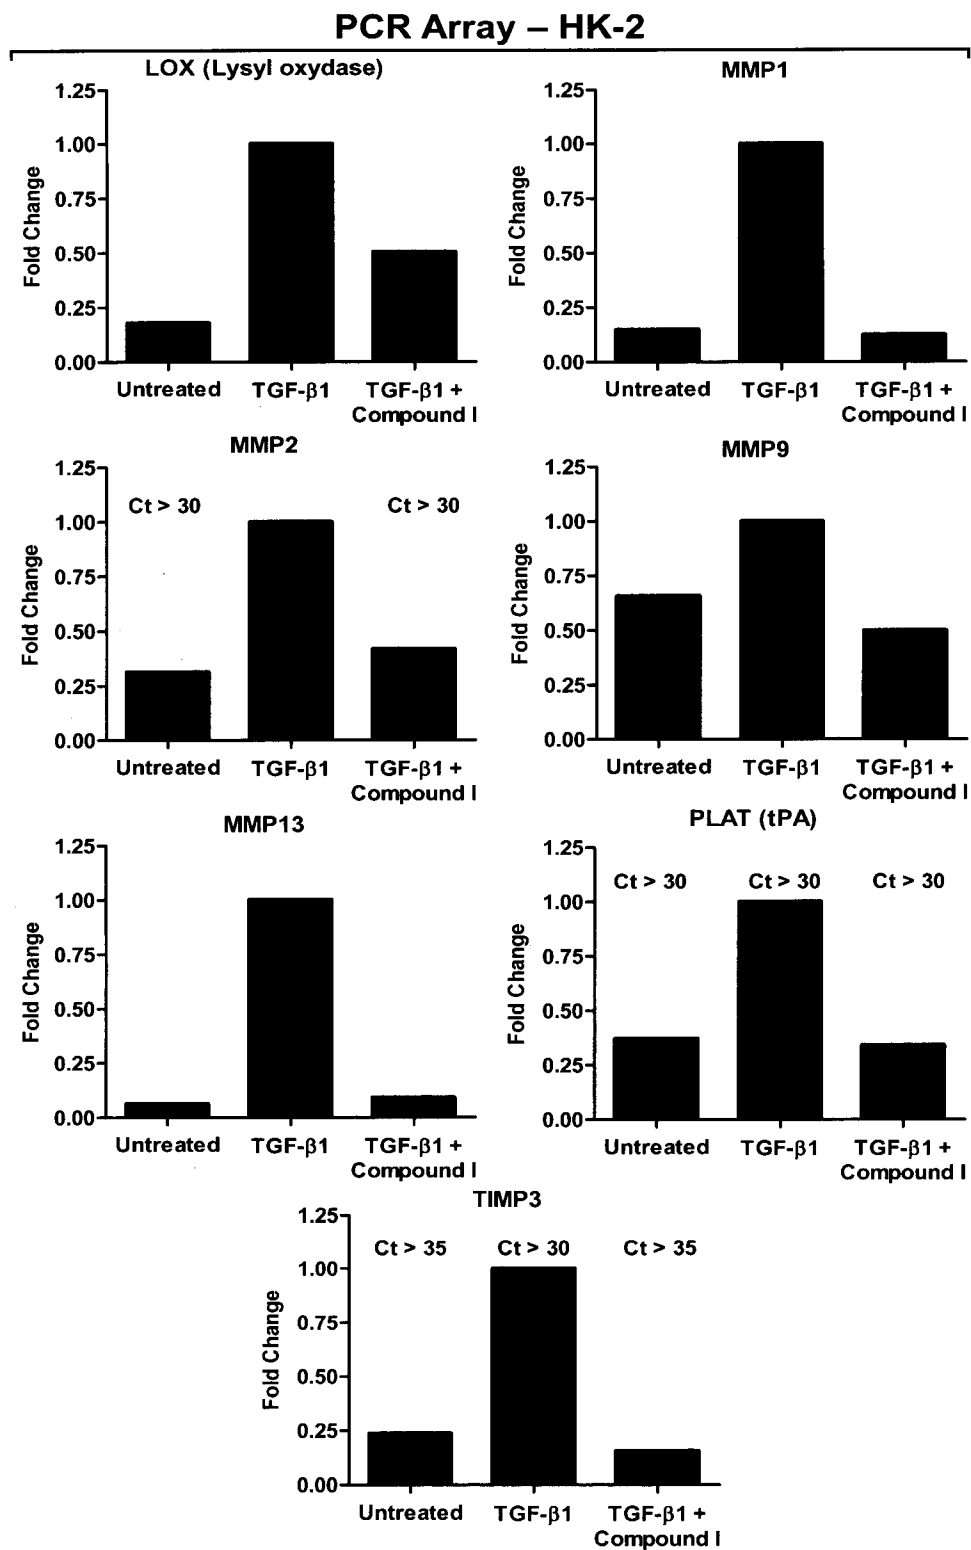 PCR Array – HK-2
LOX (Lysyl oxydase)
Fold Change
1.25
1.00
0.75
0.50
0.25
0.00
Untreated
TGF-β1
TGF-β1 +
Compound I
MMP1
Fold Change
1.25
1.00
0.75
0.50
0.25
0.00
Untreated
TGF-β1
TGF-β1 +
Compound I
MMP2
Fold Change
1.25
1.00
0.75
0.50
0.25
0.00
Ct > 30
Ct > 30
Untreated
TGF-β1
TGF-β1 +
Compound I
MMP9
Fold Change
1.25
1.00
0.75
0.50
0.25
0.00
Untreated
TGF-β1
TGF-β1 +
Compound I
MMP13
Fold Change
1.25
1.00
0.75
0.50
0.25
0.00
Untreated
TGF-β1
TGF-β1 +
Compound I
PLAT (tPA)
Fold Change
1.25
1.00
0.75
0.50
0.25
0.00
Ct > 30
Ct > 30
Ct > 30
Untreated
TGF-β1
TGF-β1 +
Compound I
TIMP3
Fold Change
1.25
1.00
0.75
0.50
0.25
0.00
Ct > 35
Ct > 30
Ct > 35
Untreated
TGF-β1
TGF-β1 +
Compound I